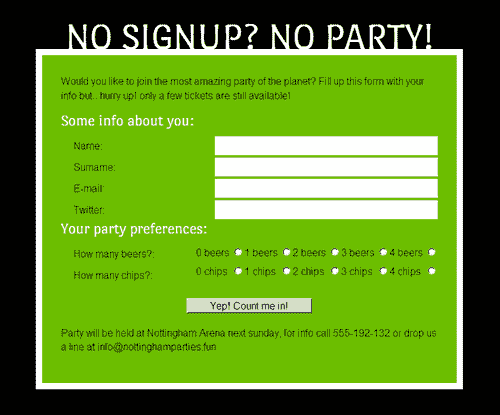 NO SIGNUP? NO PARTY!
Would you like to join the most amazing party of the planet? Fill up this form with your
info but.. hurry up! only a few tickets are still available!
Some info about you:
Name:
Surname:
E-mail:
Twitter:
Your party preferences:
How many beers?: 0 beers 1 beers 2 beers 3 beers 4 beers
How many chips?: 0 chips 1 chips 2 chips 3 chips 4 chips
Yep! Count me in!
Party will be held at Nottingham Arena next sunday, for info call 555-192-132 or drop us
a line at info@nottinghamparties.fun